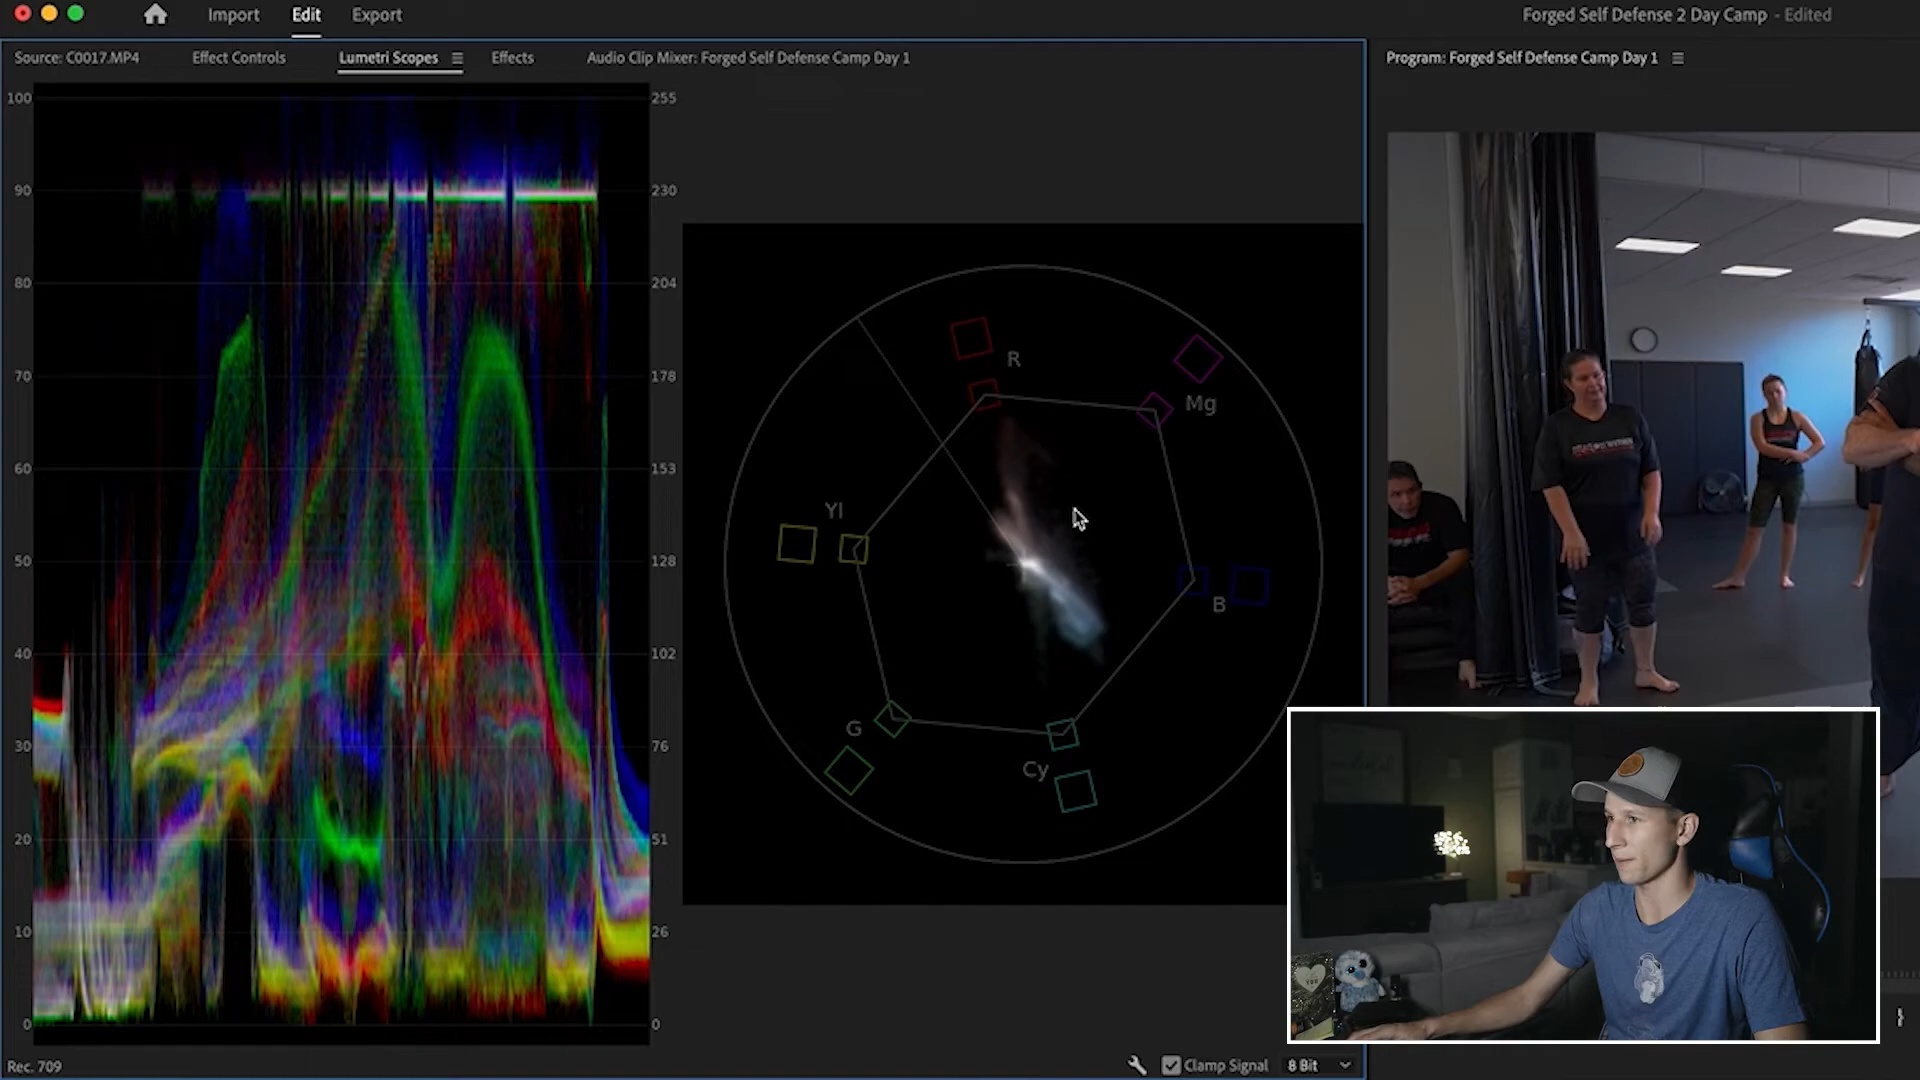 Import Edit Export
Forged Self Defense 2 Day Camp - Edited
Source: C0017.MP4 Effect Controls Lumetri Scopes Effects Audio Clip Mixer: Forged Self Defense Camp Day 1
Program: Forged Self Defense Camp Day 1
100 255
90 230
80 204
70 178
60 153
50 128
40 102
30 76
20 51
10 26
0 0
R
Mg
Yl
B
G
Cy
Rec. 709
Clamp Signal 8 Bit